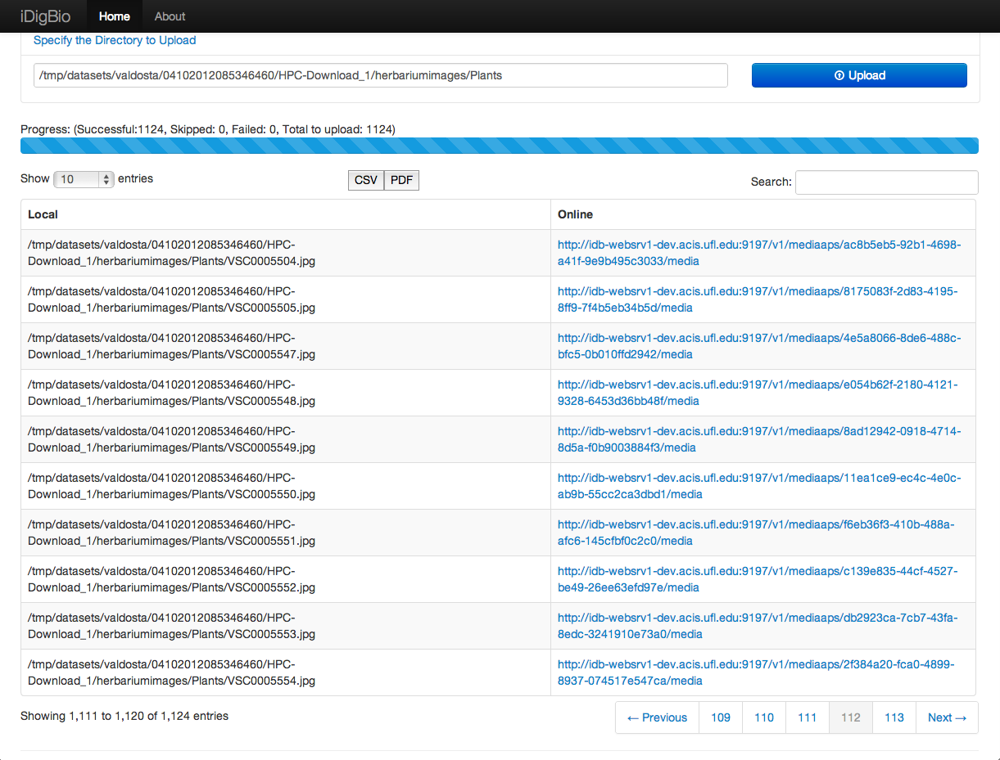 iDigBio Home About
Specify the Directory to Upload
/tmp/datasets/valdosta/04102012085346460/HPC-Download_1/herbariumimages/Plants Upload
Progress: (Successful:1124, Skipped: 0, Failed: 0, Total to upload: 1124)
Show 10 entries CSV PDF Search:
Local Online
/tmp/datasets/valdosta/04102012085346460/HPC- http://idb-websrv1-dev.acis.ufl.edu:9197/v1/mediaaps/ac8b5eb5-92b1-4698-
Download_1/herbariumimages/Plants/VSC0005504.jpg a41f-9e9b495c3033/media
/tmp/datasets/valdosta/04102012085346460/HPC- http://idb-websrv1-dev.acis.ufl.edu:9197/v1/mediaaps/8175083f-2d83-4195-
Download_1/herbariumimages/Plants/VSC0005505.jpg 8ff9-7f4b5eb34b5d/media
/tmp/datasets/valdosta/04102012085346460/HPC- http://idb-websrv1-dev.acis.ufl.edu:9197/v1/mediaaps/4e5a8066-8de6-488c-
Download_1/herbariumimages/Plants/VSC0005547.jpg bfc5-0b010ffd2942/media
/tmp/datasets/valdosta/04102012085346460/HPC- http://idb-websrv1-dev.acis.ufl.edu:9197/v1/mediaaps/e054b62f-2180-4121-
Download_1/herbariumimages/Plants/VSC0005548.jpg 9328-6453d36bb48f/media
/tmp/datasets/valdosta/04102012085346460/HPC- http://idb-websrv1-dev.acis.ufl.edu:9197/v1/mediaaps/8ad12942-0918-4714-
Download_1/herbariumimages/Plants/VSC0005549.jpg 8d5a-f0b9003884f3/media
/tmp/datasets/valdosta/04102012085346460/HPC- http://idb-websrv1-dev.acis.ufl.edu:9197/v1/mediaaps/11ea1ce9-ec4c-4e0c-
Download_1/herbariumimages/Plants/VSC0005550.jpg ab9b-55cc2ca3dbd1/media
/tmp/datasets/valdosta/04102012085346460/HPC- http://idb-websrv1-dev.acis.ufl.edu:9197/v1/mediaaps/f6eb36f3-410b-488a-
Download_1/herbariumimages/Plants/VSC0005551.jpg afc6-145cfbf0c2c0/media
/tmp/datasets/valdosta/04102012085346460/HPC- http://idb-websrv1-dev.acis.ufl.edu:9197/v1/mediaaps/c139e835-44cf-4527-
Download_1/herbariumimages/Plants/VSC0005552.jpg be49-26ee63efd97e/media
/tmp/datasets/valdosta/04102012085346460/HPC- http://idb-websrv1-dev.acis.ufl.edu:9197/v1/mediaaps/db2923ca-7cb7-43fa-
Download_1/herbariumimages/Plants/VSC0005553.jpg 8edc-3241910e73a0/media
/tmp/datasets/valdosta/04102012085346460/HPC- http://idb-websrv1-dev.acis.ufl.edu:9197/v1/mediaaps/2f384a20-fca0-4899-
Download_1/herbariumimages/Plants/VSC0005554.jpg 8937-074517e547ca/media
Showing 1,111 to 1,120 of 1,124 entries ← Previous 109 110 111 112 113 Next →